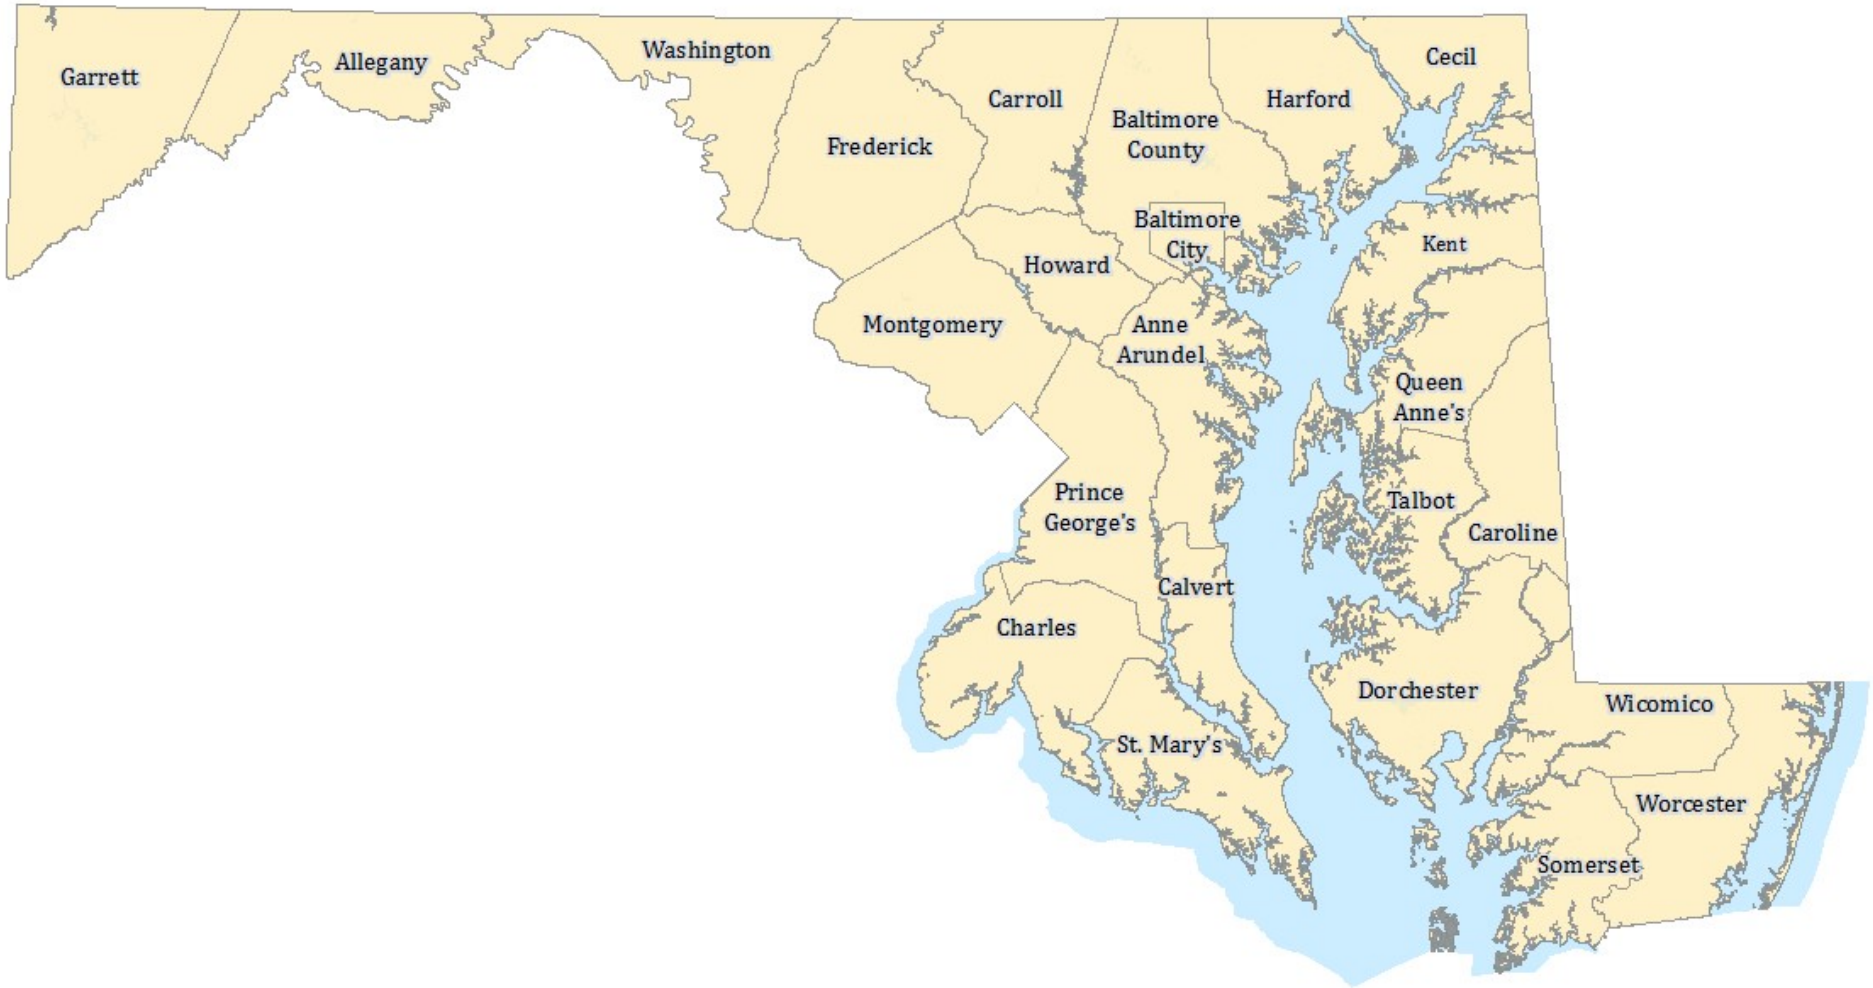 Garrett
Allegany
Washington
Frederick
Carroll
Baltimore
County
Harford
Cecil
Baltimore
City
Howard
Kent
Montgomery
Anne
Arundel
Queen
Anne's
Prince
George's
Talbot
Caroline
Calvert
Charles
Dorchester
Wicomico
St. Mary's
Worcester
Somerset